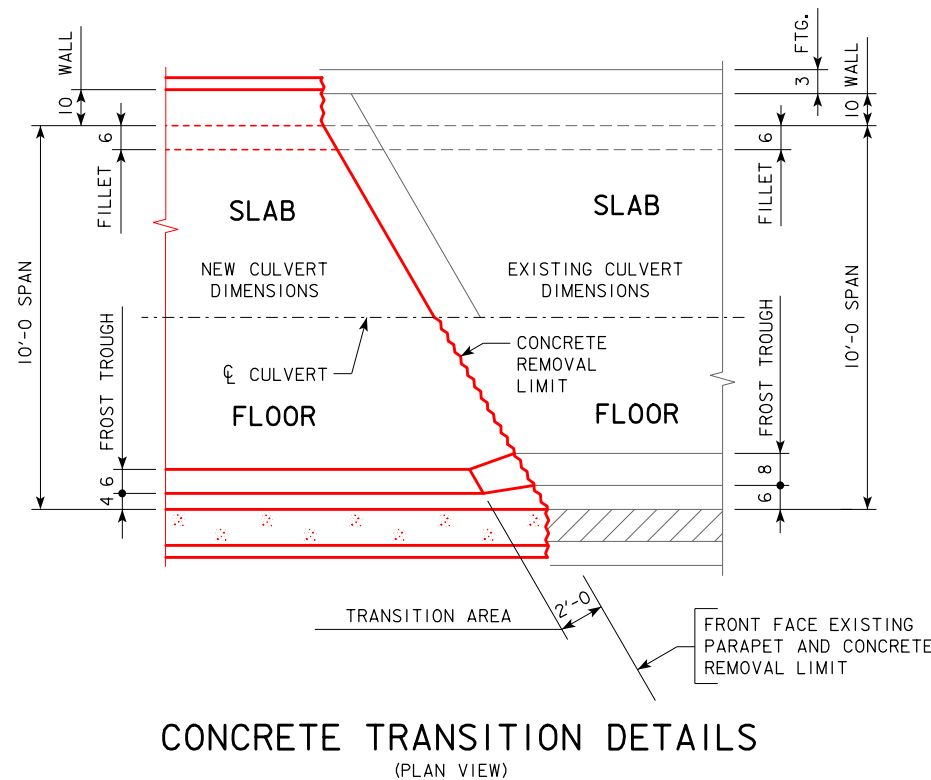 3 FTG.
10 WALL
10 WALL
6
FILLET
6
FILLET
SLAB
SLAB
NEW CULVERT
DIMENSIONS
EXISTING CULVERT
DIMENSIONS
10'-0 SPAN
10'-0 SPAN
CONCRETE
REMOVAL
LIMIT
℄ CULVERT
FLOOR
FLOOR
4 6 FROST TROUGH
6 8 FROST TROUGH
2'-0
TRANSITION AREA
FRONT FACE EXISTING
PARAPET AND CONCRETE
REMOVAL LIMIT
CONCRETE TRANSITION DETAILS
(PLAN VIEW)